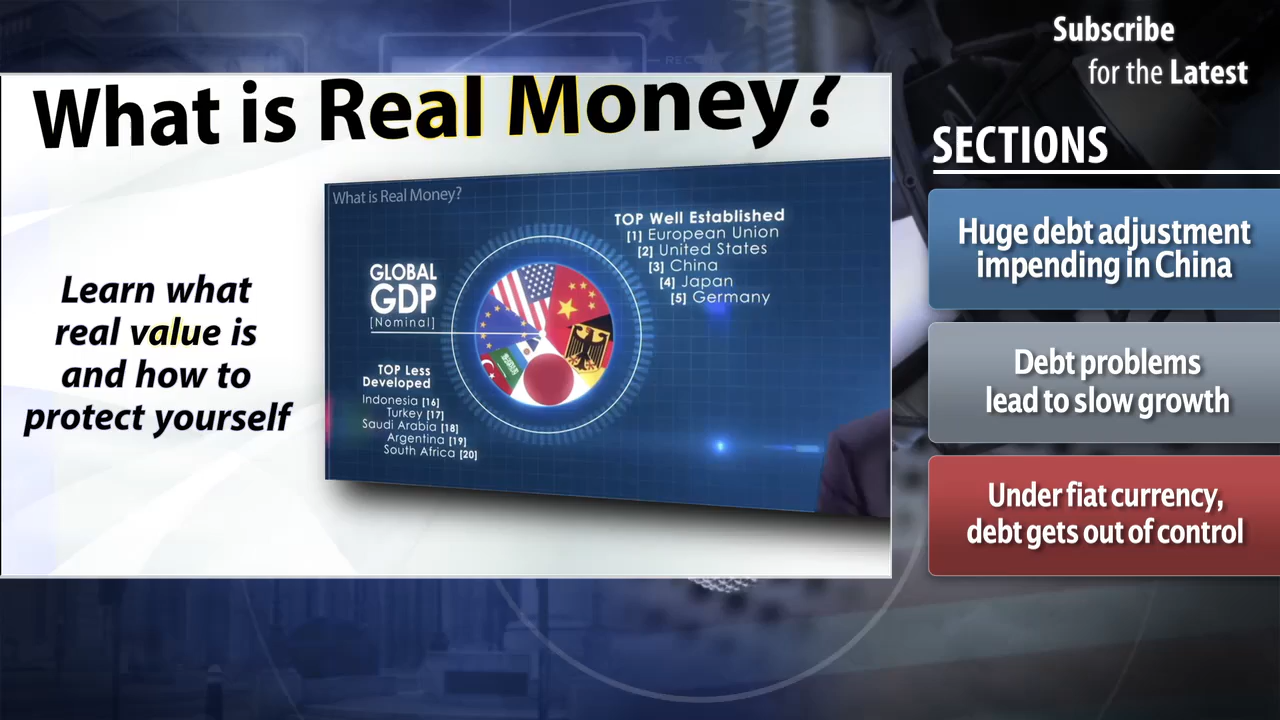 Subscribe
for the Latest
What is Real Money?
SECTIONS
What is Real Money?
TOP Well Established
[1] European Union
[2] United States
[3] China
[4] Japan
[5] Germany
GLOBAL
GDP
[Nominal]
TOP Less
Developed
Indonesia [16]
Turkey [17]
Saudi Arabia [18]
Argentina [19]
South Africa [20]
Learn what
real value is
and how to
protect yourself
Huge debt adjustment
impending in China
Debt problems
lead to slow growth
Under fiat currency,
debt gets out of control